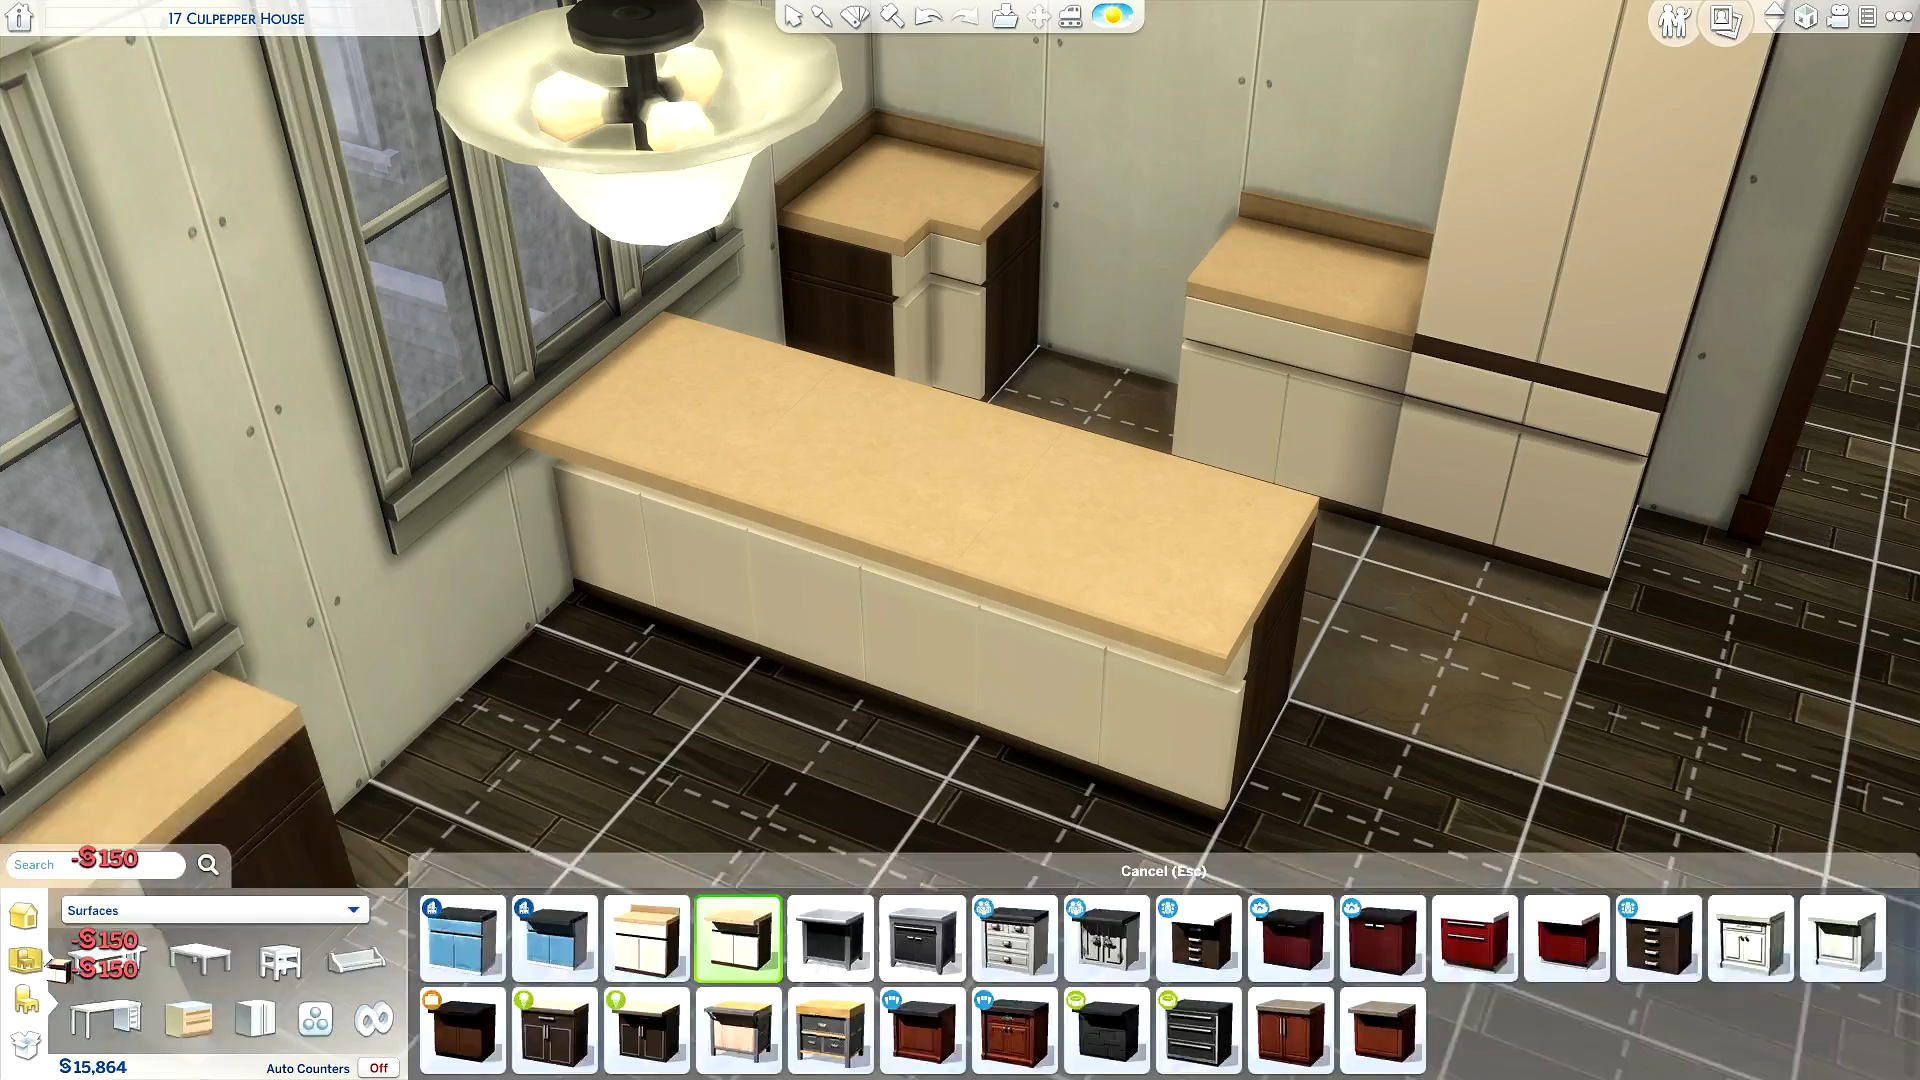 17 Culpepper House
Cancel (Esc)
Search
-§150
Surfaces
-§150
-§150
§15,864
Auto Counters
Off